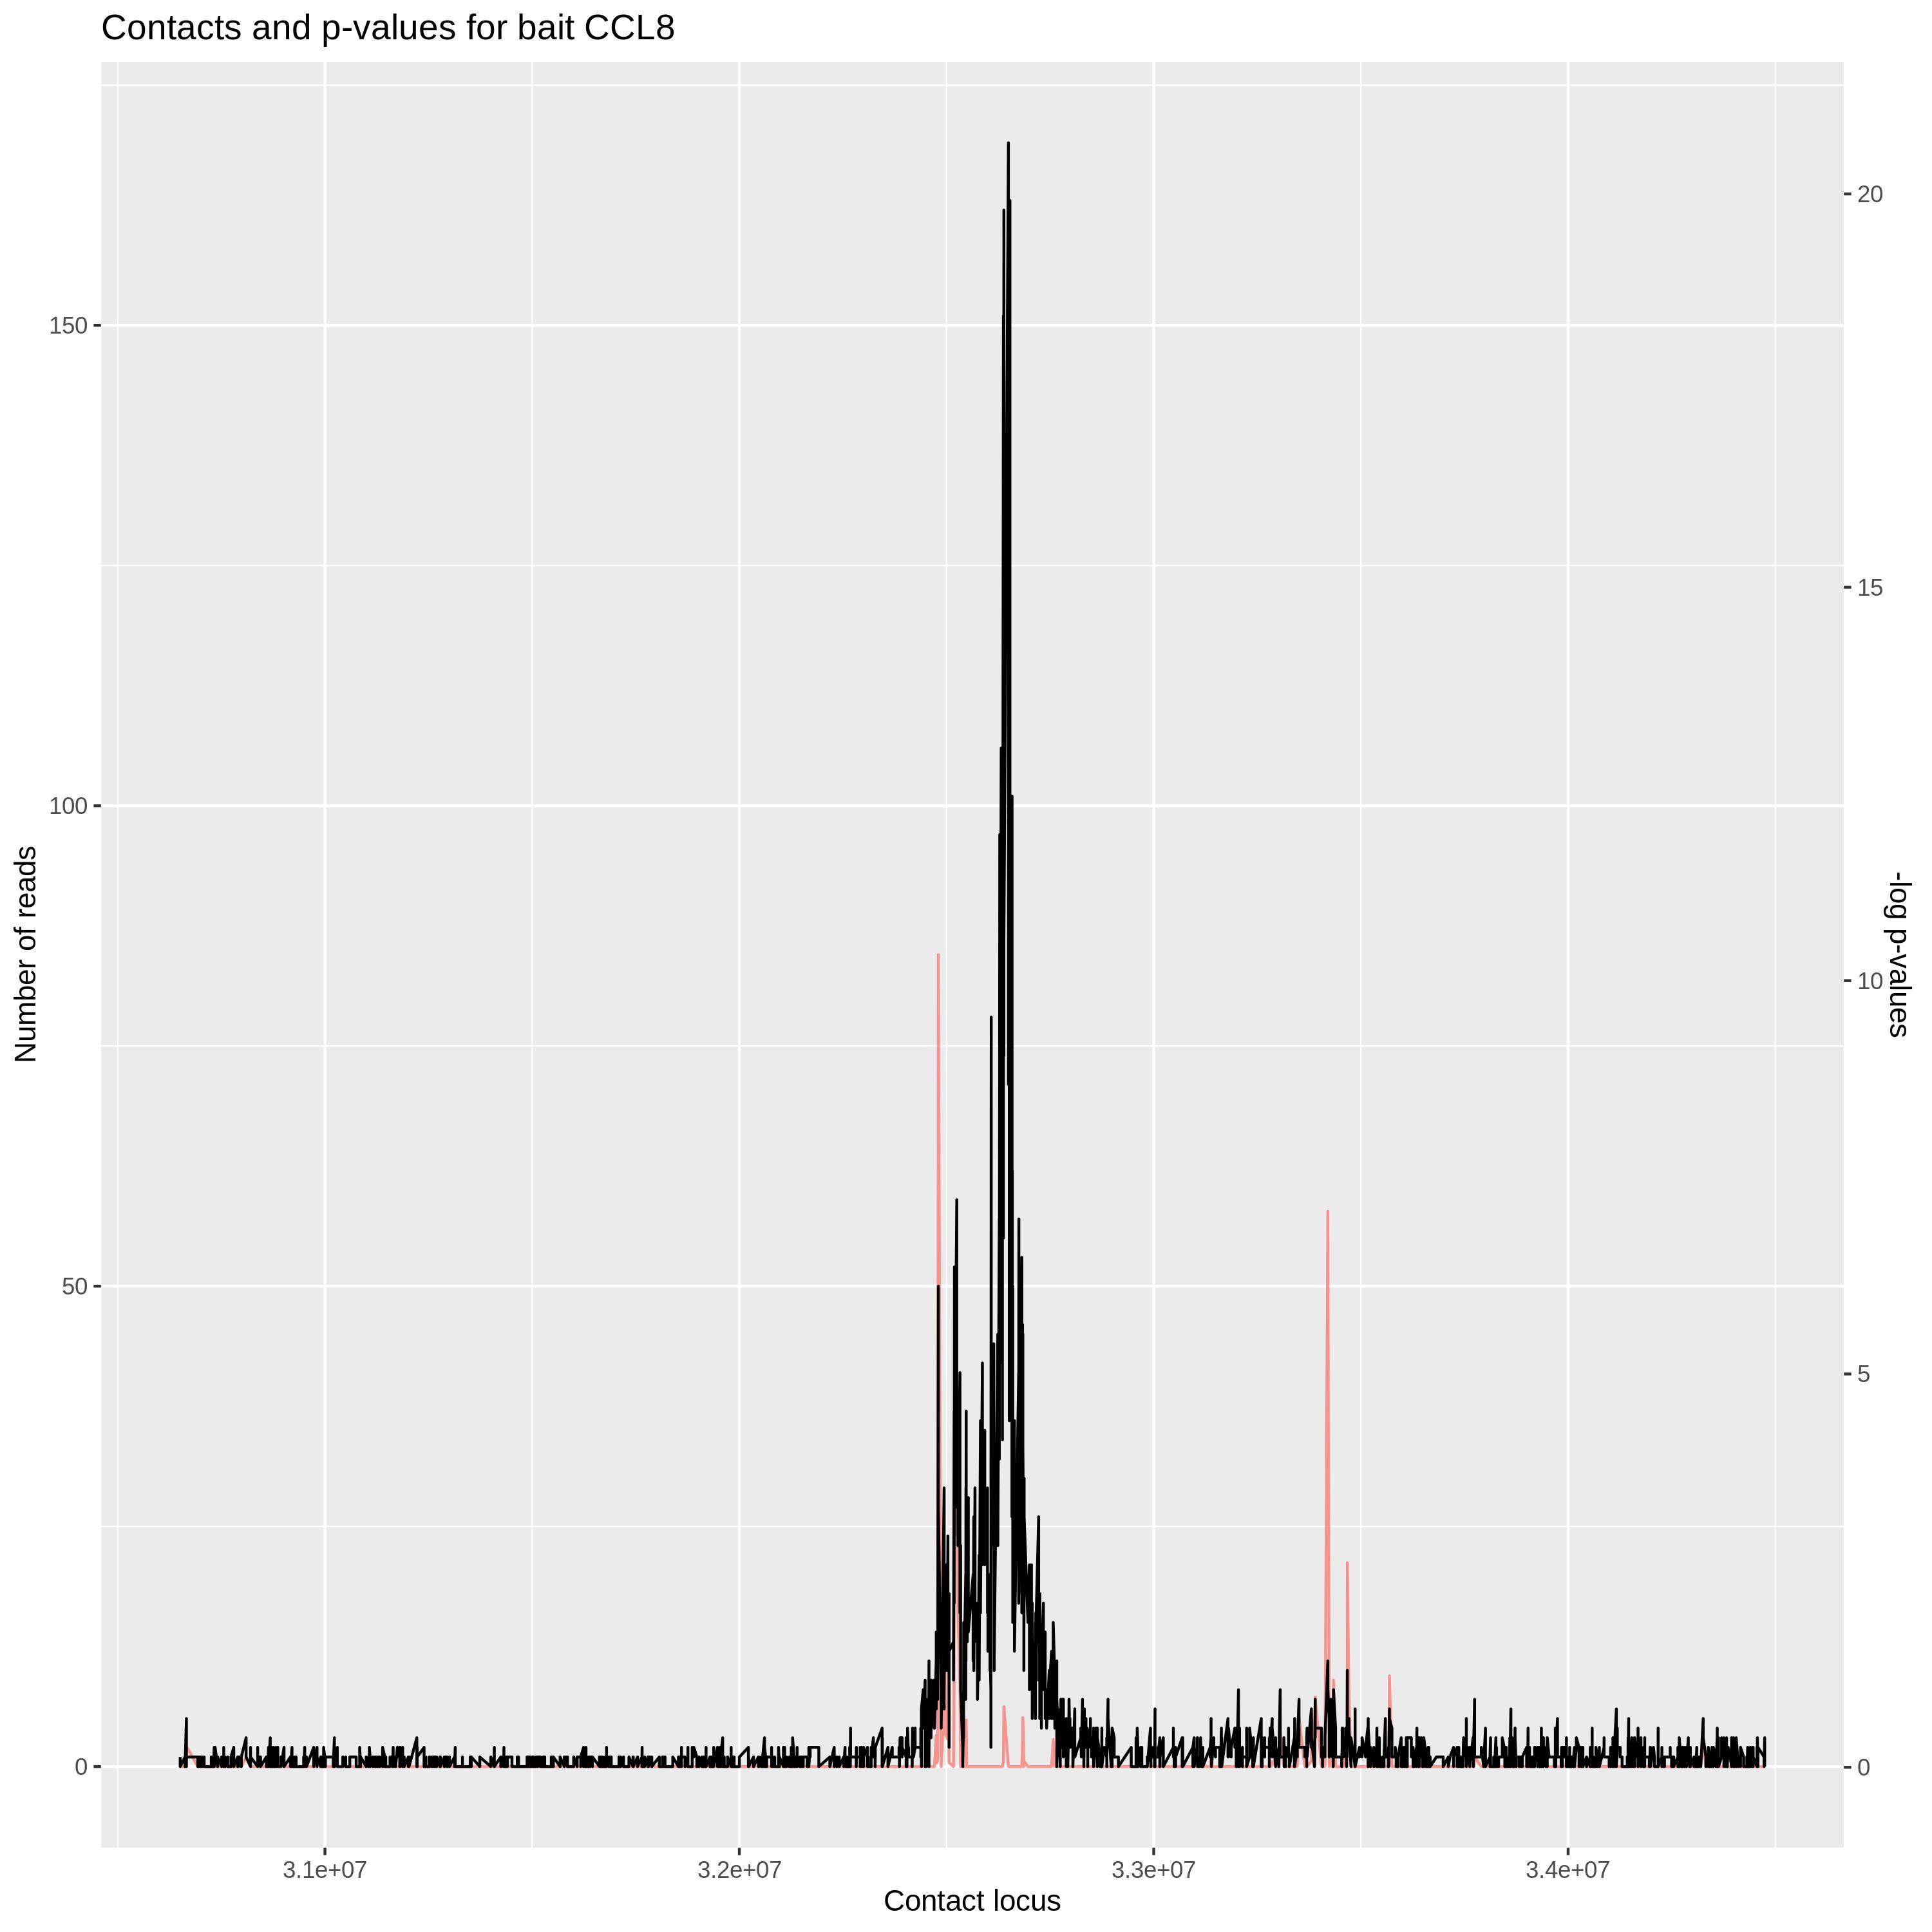 Contacts and p-values for bait CCL8
150
100
50
0
Number of reads
20
15
10
5
0
-log p-values
3.1e+07
3.2e+07
3.3e+07
3.4e+07
Contact locus